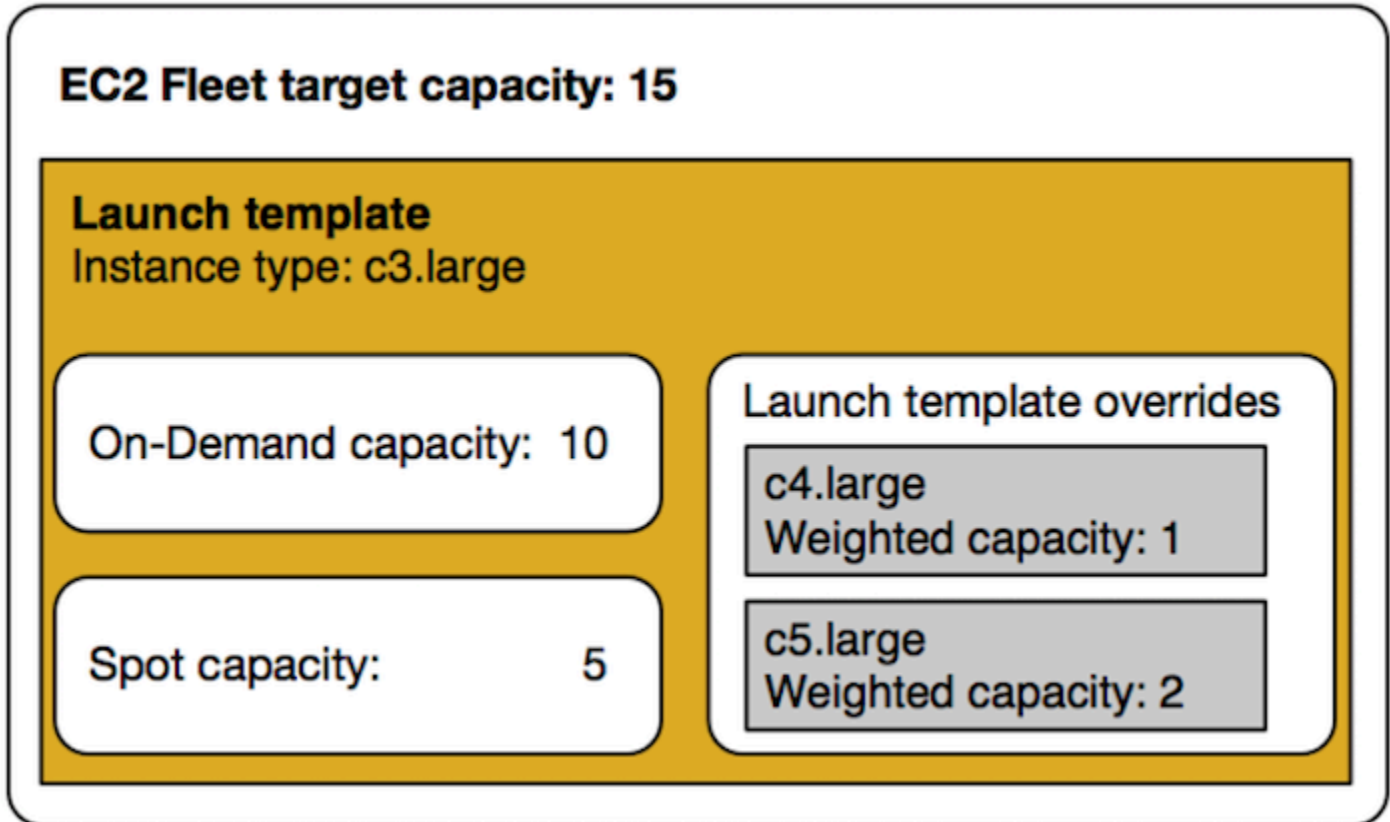 EC2 Fleet target capacity: 15
Launch template
Instance type: c3.large
On-Demand capacity: 10
Spot capacity: 5
Launch template overrides
c4.large
Weighted capacity: 1
c5.large
Weighted capacity: 2